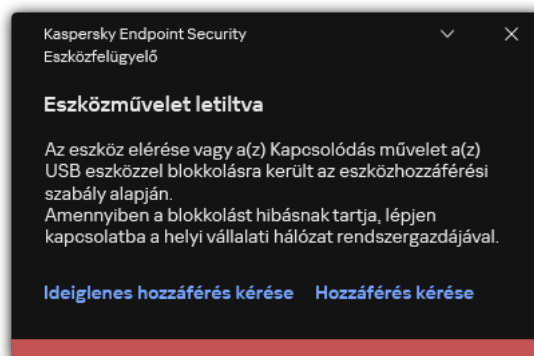 Kaspersky Endpoint Security
Eszközfelügyelő
Eszközművelet letiltva
Az eszköz elérése vagy a(z) Kapcsolódás művelet a(z)
USB eszközzel blokkolásra került az eszközhozzáférési
szabály alapján.
Amennyiben a blokkolást hibásnak tartja, lépjen
kapcsolatba a helyi vállalati hálózat rendszergazdájával.
Ideiglenes hozzáférés kérése Hozzáférés kérése